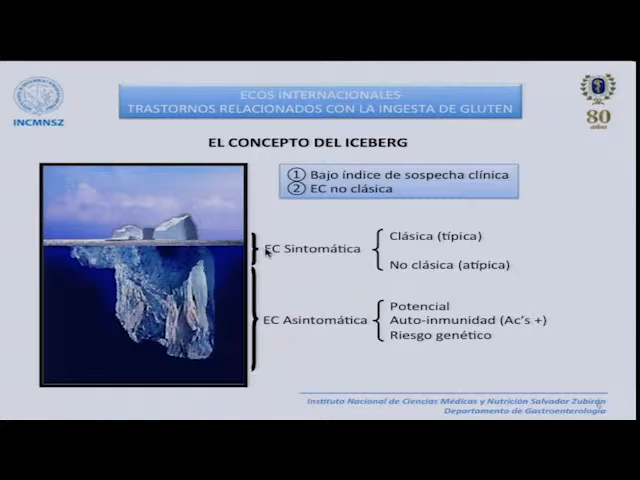 ECOS INTERNACIONALES
TRASTORNOS RELACIONADOS CON LA INGESTA DE GLUTEN
INCMNSZ
80
años
EL CONCEPTO DEL ICEBERG
1 Bajo índice de sospecha clínica
2 EC no clásica
EC Sintomática
Clásica (típica)
No clásica (atípica)
EC Asintomática
Potencial
Auto-inmunidad (Ac's +)
Riesgo genético
Instituto Nacional de Ciencias Médicas y Nutrición Salvador Zubirán
Departamento de Gastroenterología